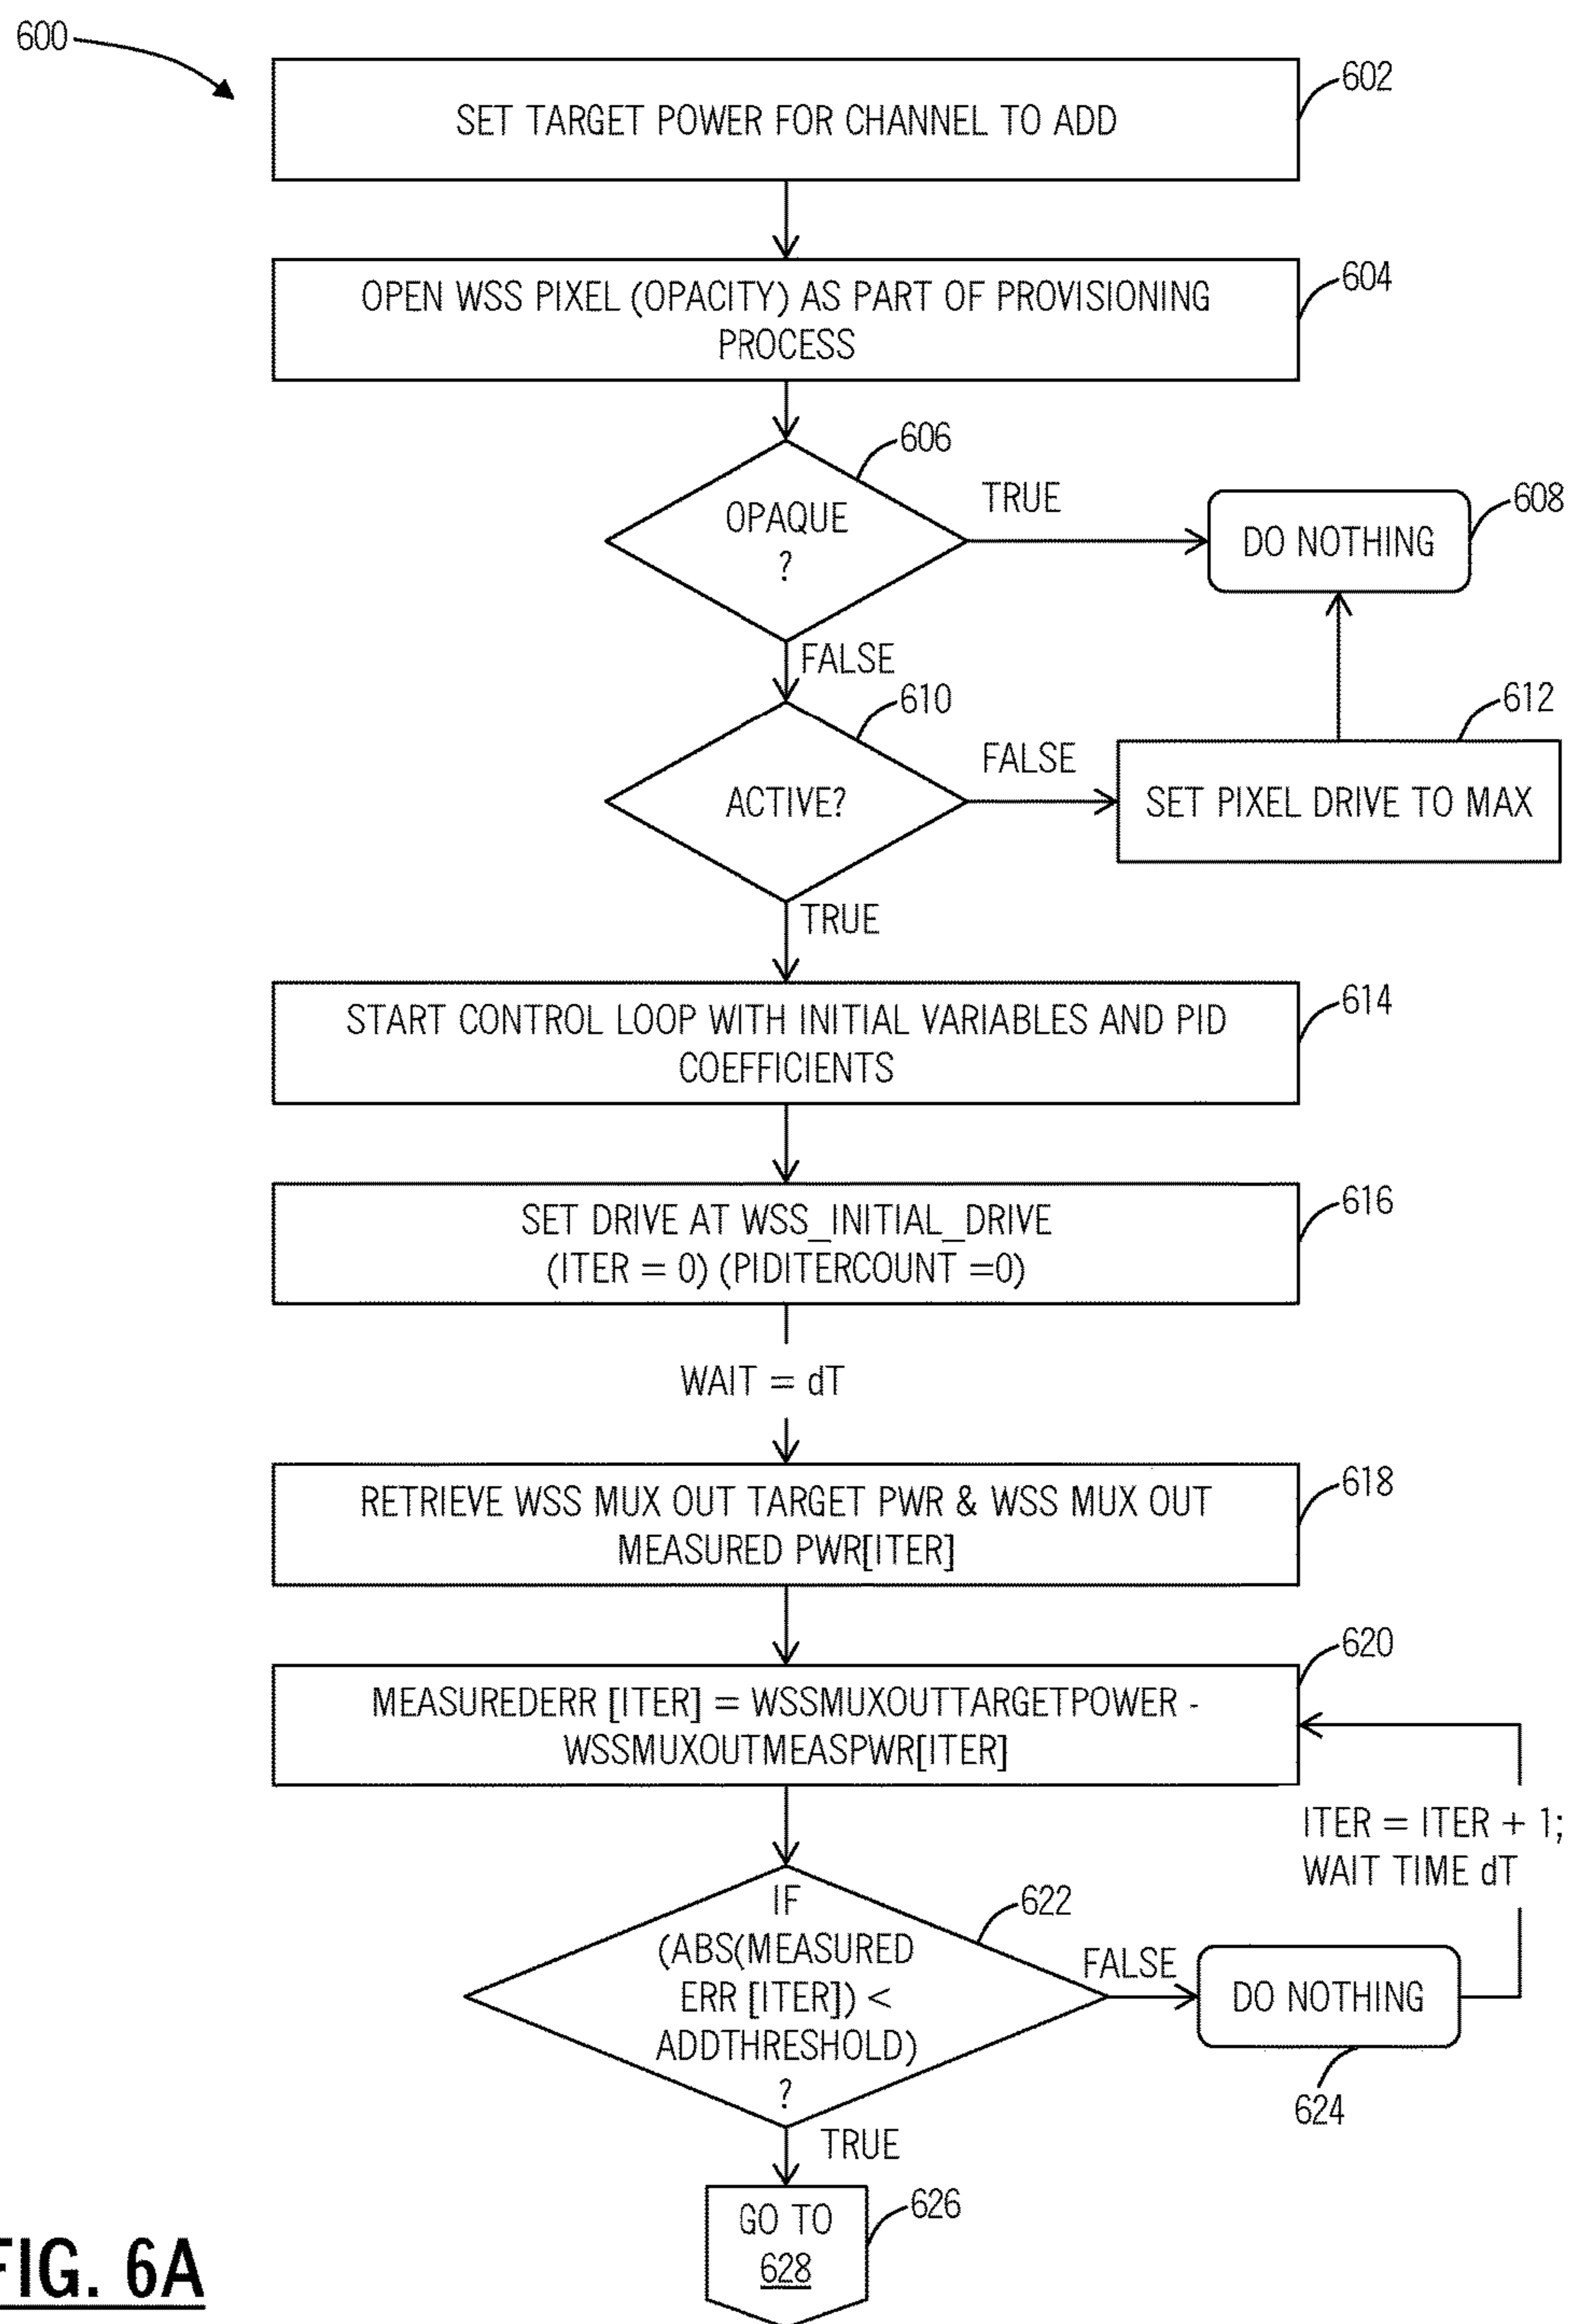 600
602
SET TARGET POWER FOR CHANNEL TO ADD
604
OPEN WSS PIXEL (OPACITY) AS PART OF PROVISIONING
PROCESS
606
OPAQUE
?
TRUE
608
DO NOTHING
FALSE
610
ACTIVE?
FALSE
612
SET PIXEL DRIVE TO MAX
TRUE
614
START CONTROL LOOP WITH INITIAL VARIABLES AND PID
COEFFICIENTS
616
SET DRIVE AT WSS_INITIAL_DRIVE
(ITER = 0) (PIDITERCOUNT =0)
WAIT = dT
618
RETRIEVE WSS MUX OUT TARGET PWR & WSS MUX OUT
MEASURED PWR[ITER]
620
MEASUREDERR [ITER] = WSSMUXOUTTARGETPOWER -
WSSMUXOUTMEASPWR[ITER]
ITER = ITER + 1;
WAIT TIME dT
622
IF
(ABS(MEASURED
ERR [ITER]) <
ADDTHRESHOLD)
?
FALSE
DO NOTHING
624
TRUE
626
GO TO
628
FIG. 6A